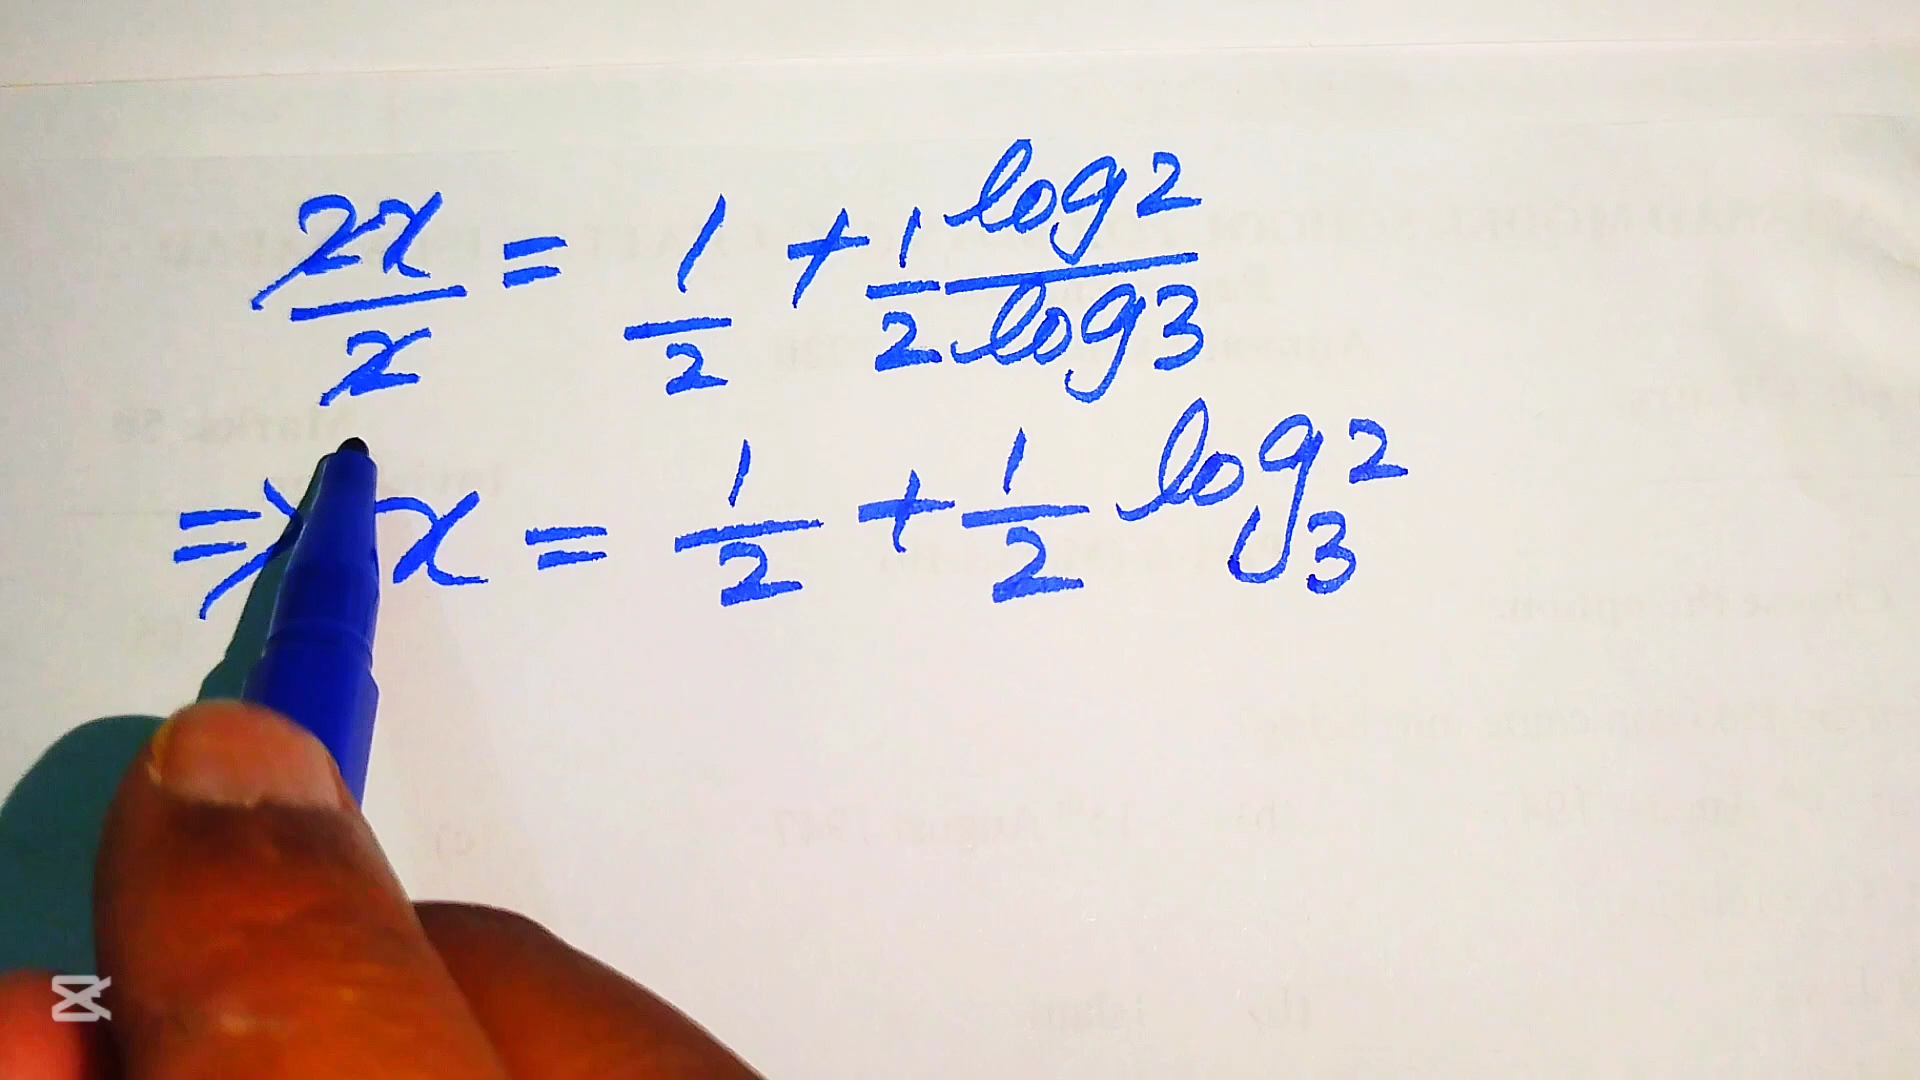 2x/x = 1/2 + 1/2 log2/log3
⇒ x = 1/2 + 1/2 log₃2